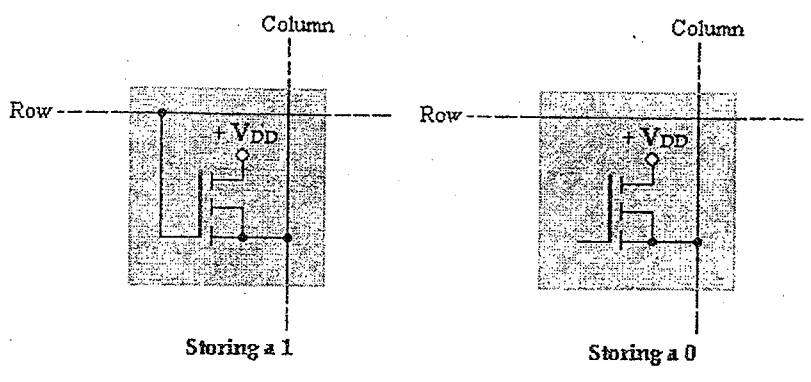 Column
Row
+ VDD
Storing a 1
Column
Row
+ VDD
Storing a 0